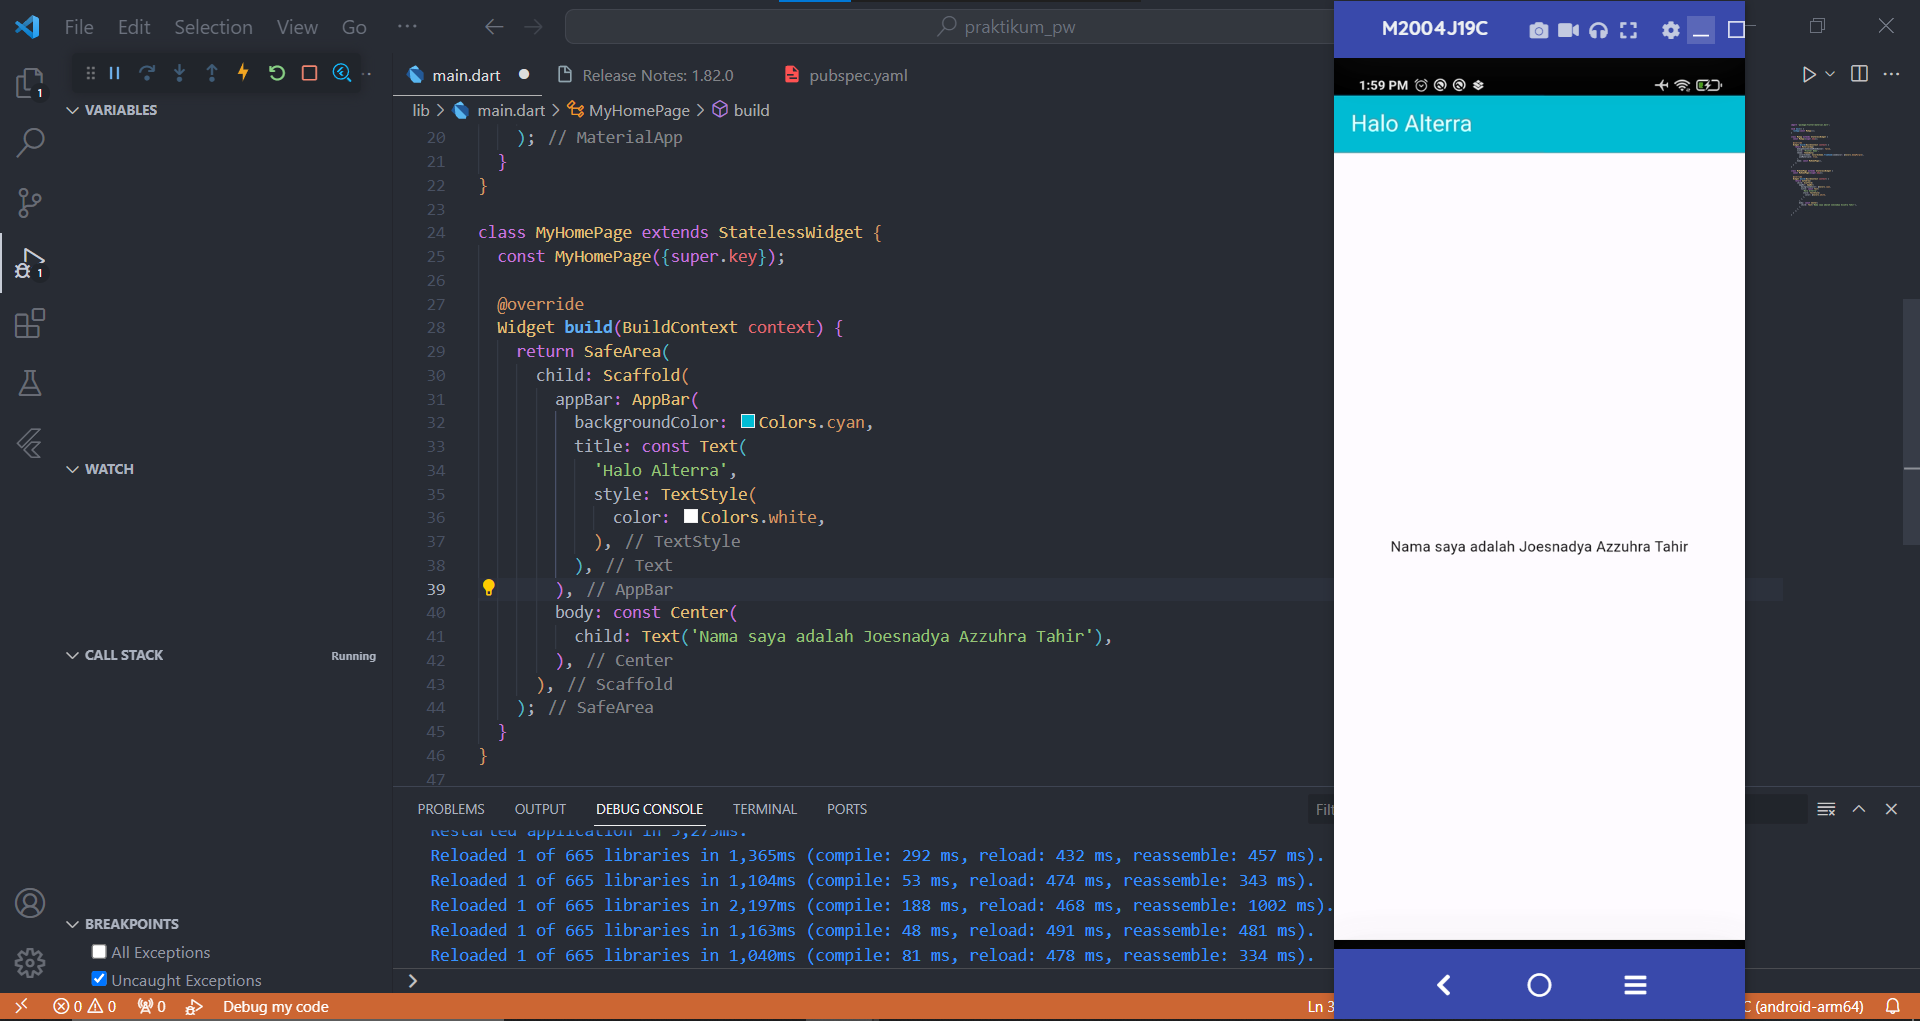 File Edit Selection View Go ···
praktikum_pw
M2004J19C
main.dart
Release Notes: 1.82.0
pubspec.yaml
lib > main.dart > MyHomePage > build
VARIABLES
WATCH
CALL STACK
Running
BREAKPOINTS
All Exceptions
Uncaught Exceptions
20 ); // MaterialApp
21 }
22 }
23
24 class MyHomePage extends StatelessWidget {
25 const MyHomePage({super.key});
26
27 @override
28 Widget build(BuildContext context) {
29 return SafeArea(
30 child: Scaffold(
31 appBar: AppBar(
32 backgroundColor: Colors.cyan,
33 title: const Text(
34 'Halo Alterra',
35 style: TextStyle(
36 color: Colors.white,
37 ), // TextStyle
38 ), // Text
39 ), // AppBar
40 body: const Center(
41 child: Text('Nama saya adalah Joesnadya Azzuhra Tahir'),
42 ), // Center
43 ), // Scaffold
44 ); // SafeArea
45 }
46 }
47
PROBLEMS OUTPUT DEBUG CONSOLE TERMINAL PORTS
Restarted application in 5,275ms.
Reloaded 1 of 665 libraries in 1,365ms (compile: 292 ms, reload: 432 ms, reassemble: 457 ms).
Reloaded 1 of 665 libraries in 1,104ms (compile: 53 ms, reload: 474 ms, reassemble: 343 ms).
Reloaded 1 of 665 libraries in 2,197ms (compile: 188 ms, reload: 468 ms, reassemble: 1002 ms).
Reloaded 1 of 665 libraries in 1,163ms (compile: 48 ms, reload: 491 ms, reassemble: 481 ms).
Reloaded 1 of 665 libraries in 1,040ms (compile: 81 ms, reload: 478 ms, reassemble: 334 ms).
1:59 PM
Halo Alterra
Nama saya adalah Joesnadya Azzuhra Tahir
0 0 0 Debug my code
Ln 3
C (android-arm64)